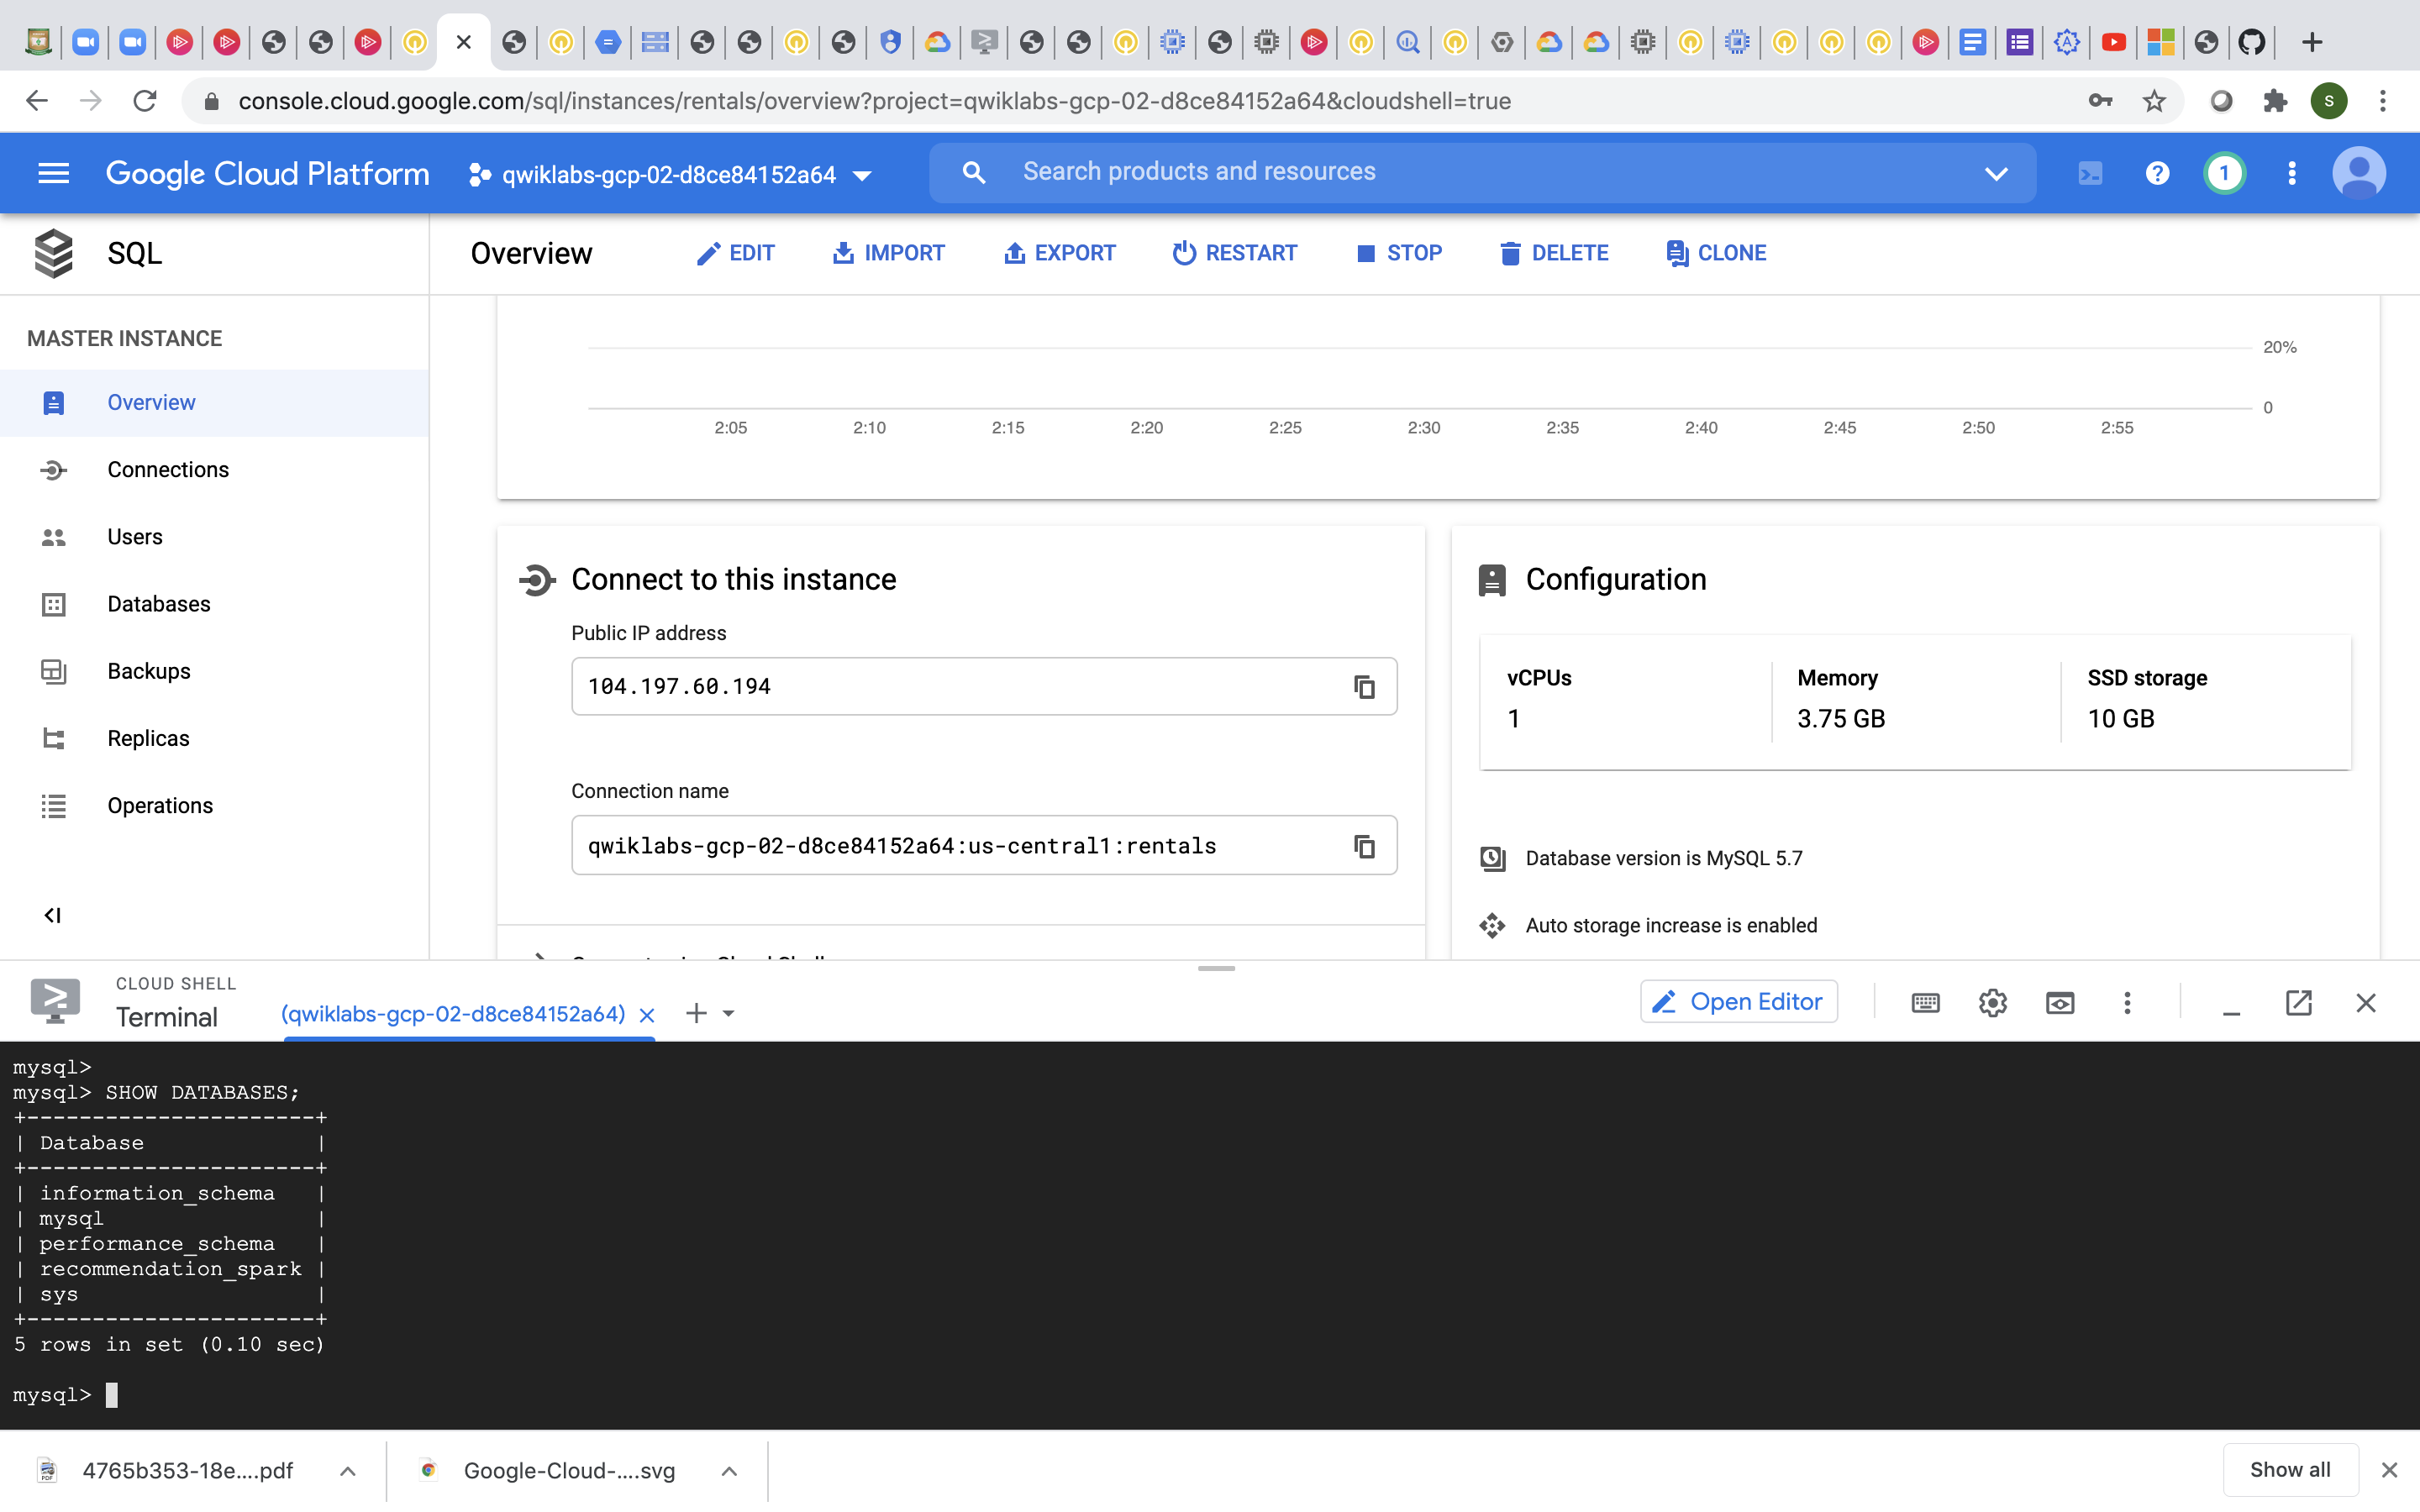 console.cloud.google.com/sql/instances/rentals/overview?project=qwiklabs-gcp-02-d8ce84152a64&cloudshell=true
S
Google Cloud Platform
qwiklabs-gcp-02-d8ce84152a64
Search products and resources
1
SQL
Overview
EDIT
IMPORT
EXPORT
RESTART
STOP
DELETE
CLONE
MASTER INSTANCE
Overview
Connections
Users
Databases
Backups
Replicas
Operations
20%
0
2:05 2:10 2:15 2:20 2:25 2:30 2:35 2:40 2:45 2:50 2:55
Connect to this instance
Public IP address
104.197.60.194
Connection name
qwiklabs-gcp-02-d8ce84152a64:us-central1:rentals
Configuration
vCPUs
1
Memory
3.75 GB
SSD storage
10 GB
Database version is MySQL 5.7
Auto storage increase is enabled
CLOUD SHELL
Terminal
(qwiklabs-gcp-02-d8ce84152a64)
Open Editor
mysql>
mysql> SHOW DATABASES;
+----------------------+
| Database             |
+----------------------+
| information_schema   |
| mysql                |
| performance_schema   |
| recommendation_spark |
| sys                  |
+----------------------+
5 rows in set (0.10 sec)
mysql>
4765b353-18e....pdf
Google-Cloud-....svg
Show all